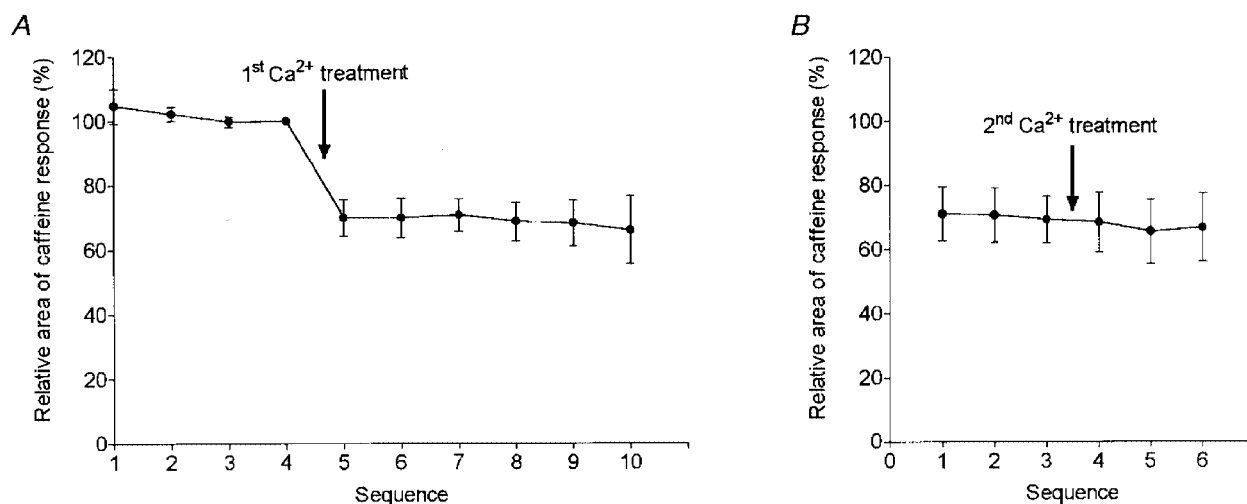 A
Relative area of caffeine response (%)
120
100
80
60
40
20
0
1st Ca2+ treatment
1 2 3 4 5 6 7 8 9 10
Sequence
B
Relative area of caffeine response (%)
120
100
80
60
40
20
0
2nd Ca2+ treatment
0 1 2 3 4 5 6
Sequence